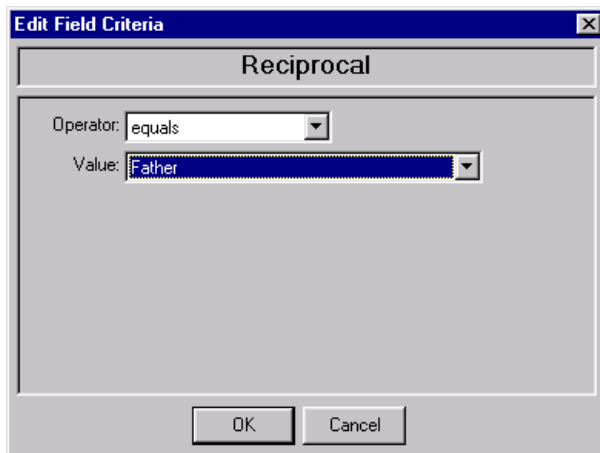 Edit Field Criteria
Reciprocal
Operator: equals
Value: Father
OK Cancel